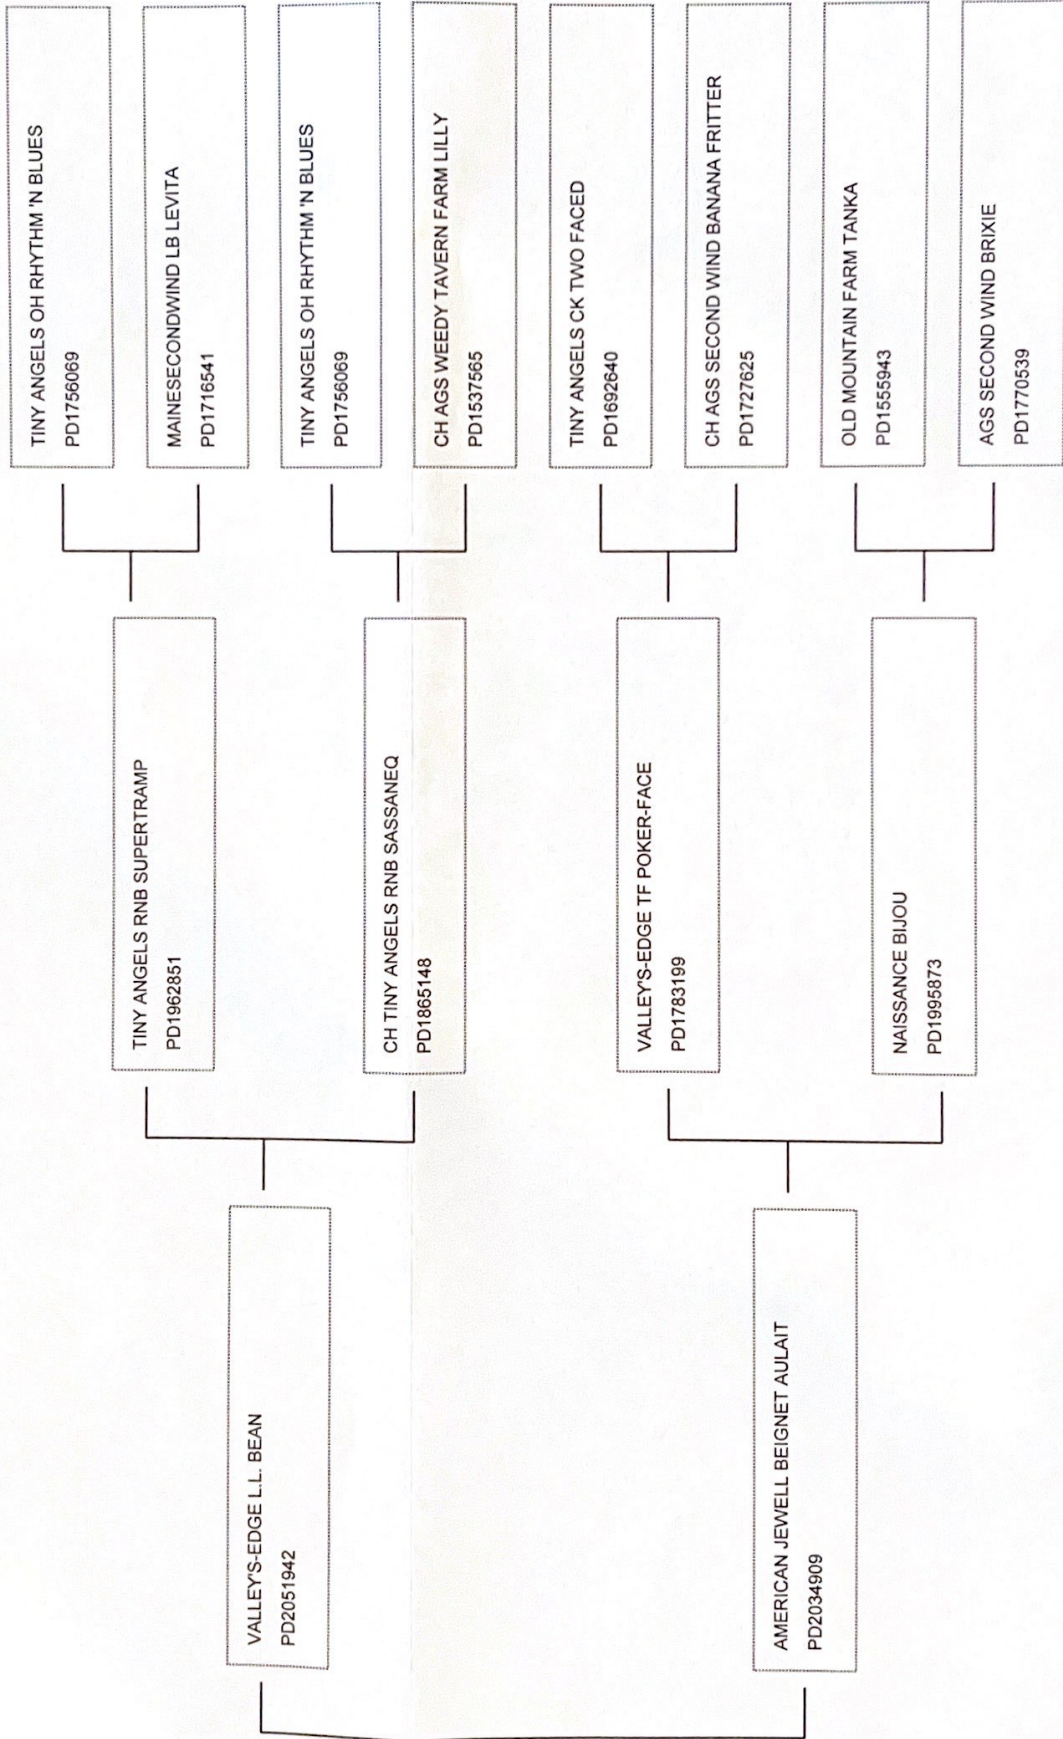 VALLEY'S-EDGE L.L. BEAN
PD2051942
AMERICAN JEWELL BEIGNET AULAIT
PD2034909
TINY ANGELS RNB SUPERTRAMP
PD1962851
CH TINY ANGELS RNB SASSANEQ
PD1865148
VALLEY'S-EDGE TF POKER-FACE
PD1783199
NAISSANCE BIJOU
PD1995873
TINY ANGELS OH RHYTHM 'N BLUES
PD1756069
MAINESECONDWIND LB LEVITA
PD1716541
TINY ANGELS OH RHYTHM 'N BLUES
PD1756069
CH AGS WEEDY TAVERN FARM LILLY
PD1537565
TINY ANGELS CK TWO FACED
PD1692640
CH AGS SECOND WIND BANANA FRITTER
PD1727625
OLD MOUNTAIN FARM TANKA
PD1555943
AGS SECOND WIND BRIXIE
PD1770539